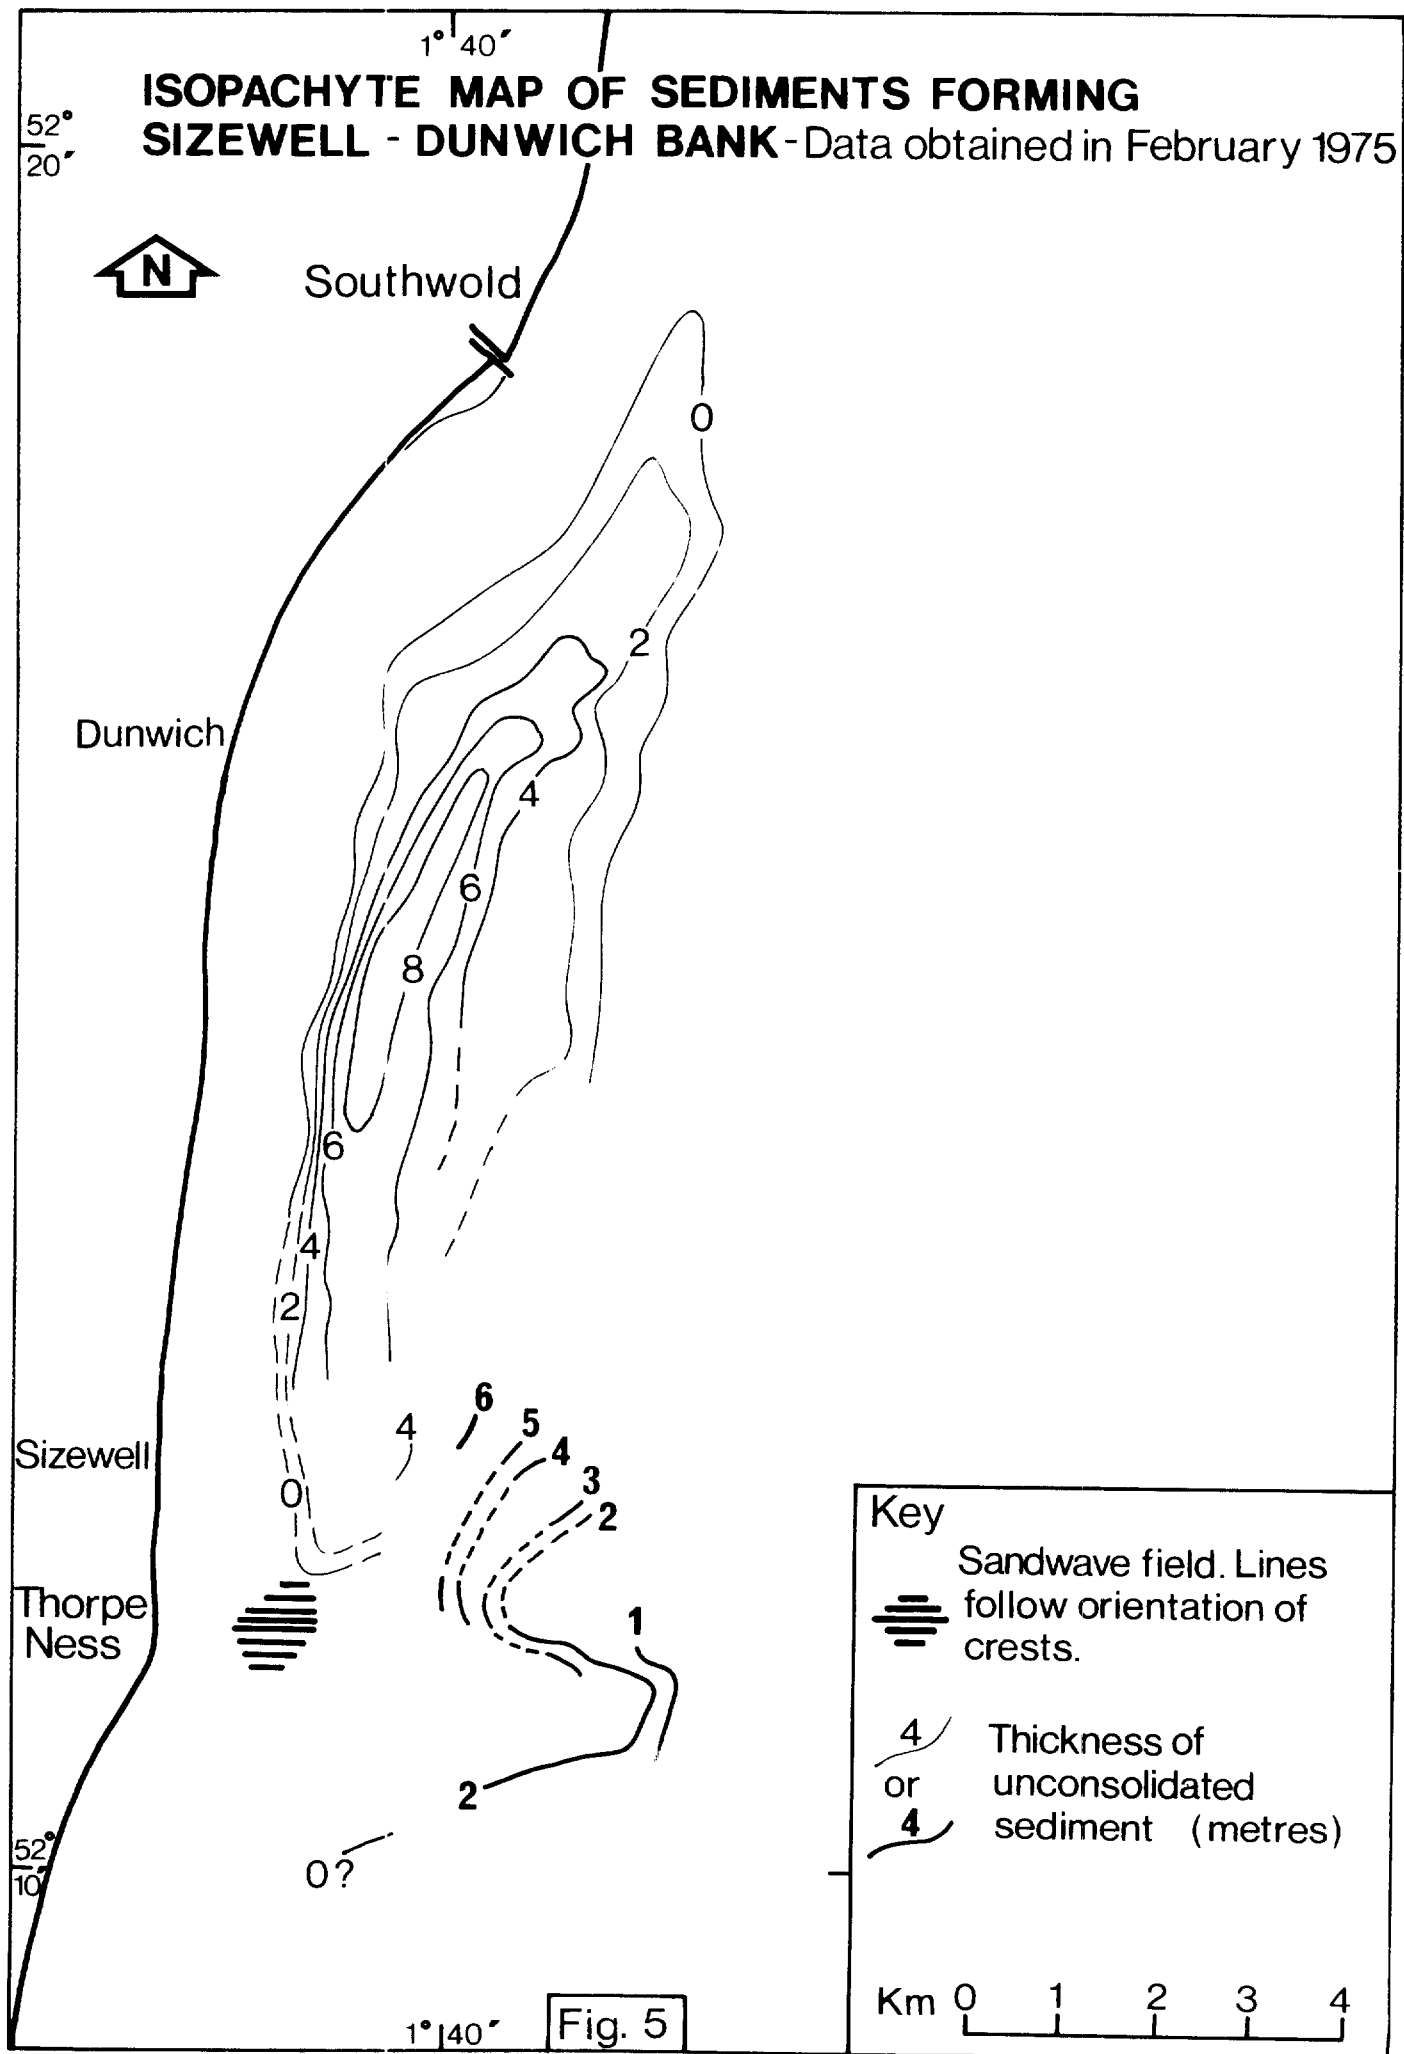 1° 40′
ISOPACHYTE MAP OF SEDIMENTS FORMING
SIZEWELL - DUNWICH BANK - Data obtained in February 1975
52°
20′
N
Southwold
0
2
Dunwich
4
6
8
6
4
2
6
4
5
4
Sizewell
3
0
2
Thorpe
Ness
1
2
52°
10′
0?
Key
Sandwave field. Lines
follow orientation of
crests.
4
or
4
Thickness of
unconsolidated
sediment (metres)
Km 0 1 2 3 4
1° 40′
Fig. 5